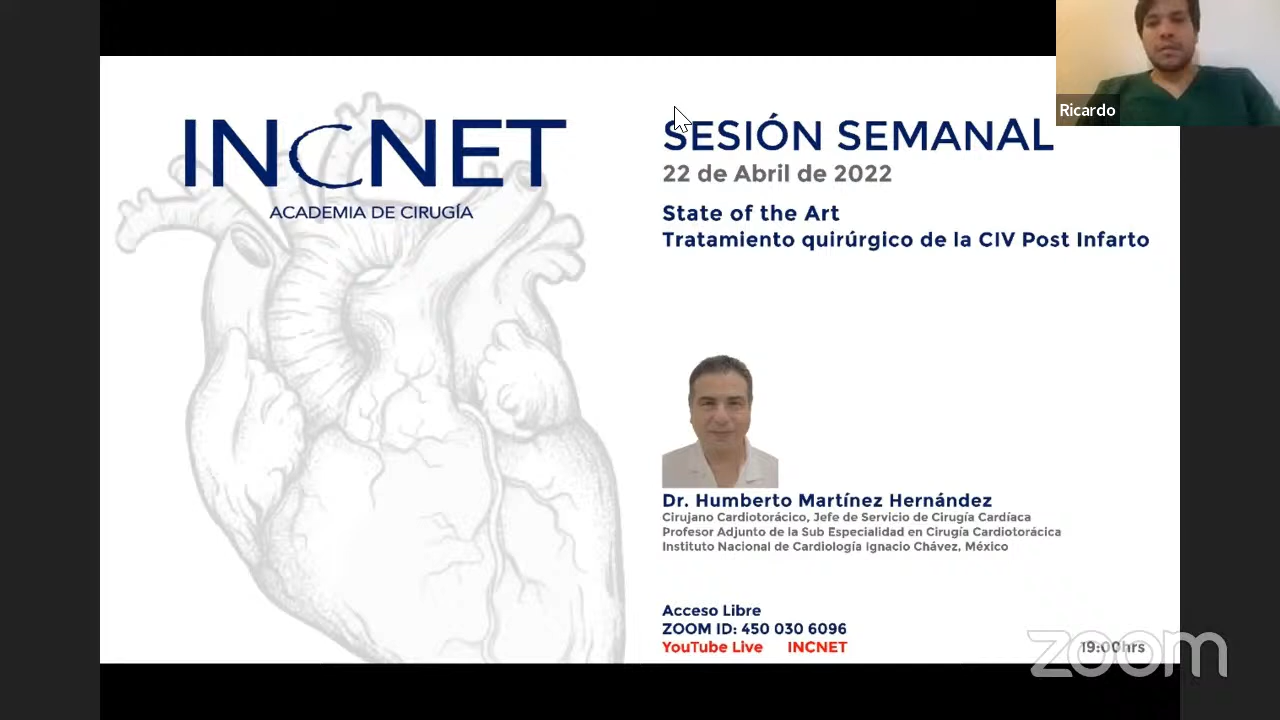 INCNET
ACADEMIA DE CIRUGÍA
SESIÓN SEMANAL
22 de Abril de 2022
State of the Art
Tratamiento quirúrgico de la CIV Post Infarto
Ricardo
Dr. Humberto Martínez Hernández
Cirujano Cardiotorácico, Jefe de Servicio de Cirugía Cardíaca
Profesor Adjunto de la Sub Especialidad en Cirugía Cardiotorácica
Instituto Nacional de Cardiología Ignacio Chávez, México
Acceso Libre
ZOOM ID: 450 030 6096
YouTube Live INCNET
19:00hrs
zoom